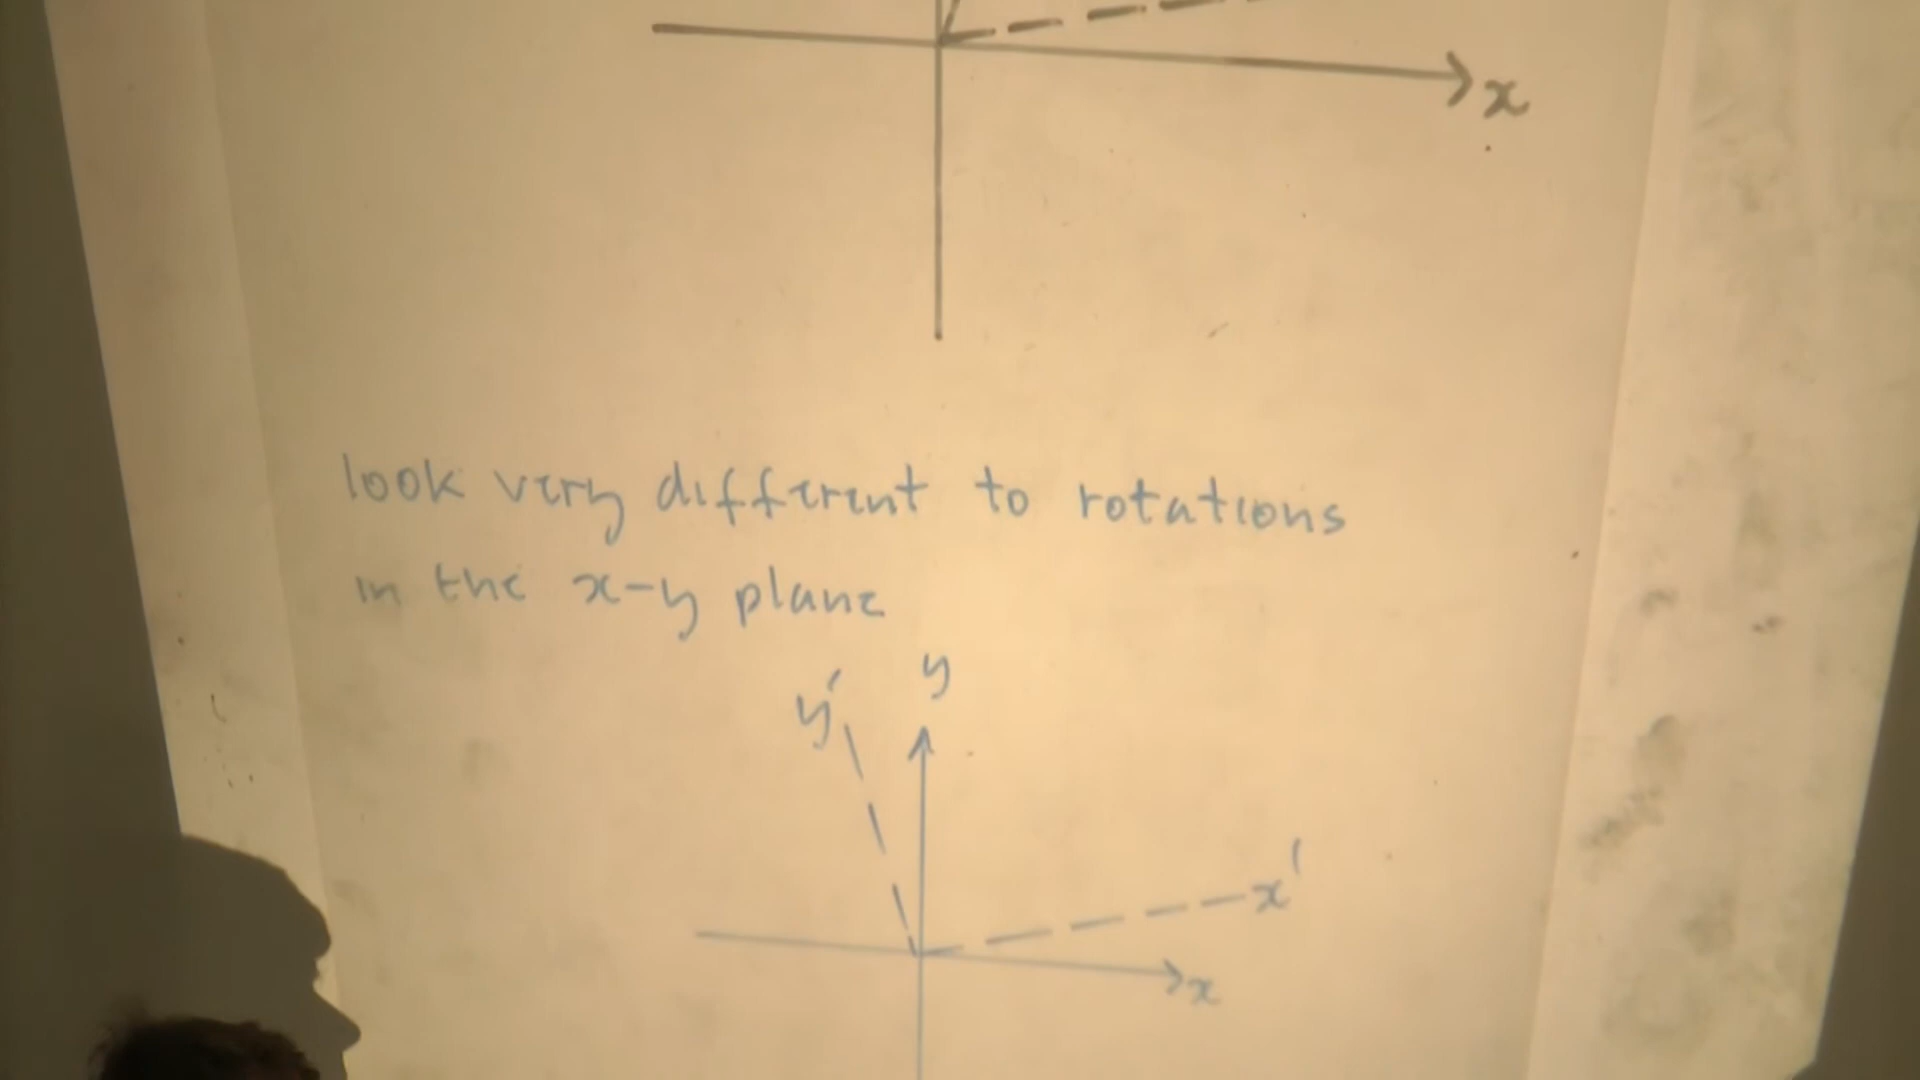 x
look very different to rotations
in the x-y plane
y
y′
x′
x